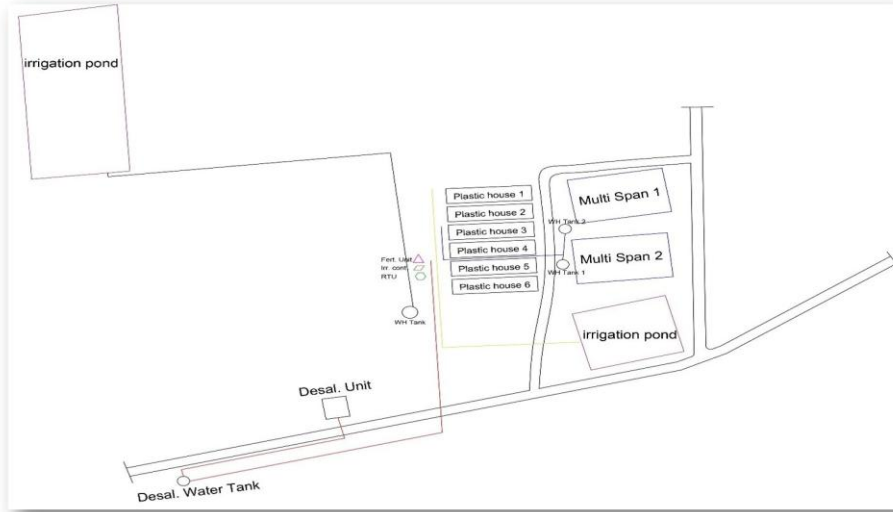 irrigation pond
Plastic house 1
Plastic house 2
Plastic house 3
Plastic house 4
Plastic house 5
Plastic house 6
Multi Span 1
WH Tank 2
Multi Span 2
WH Tank 1
Fert. Unit
Irr. cont
RTU
WH Tank
irrigation pond
Desal. Unit
Desal. Water Tank